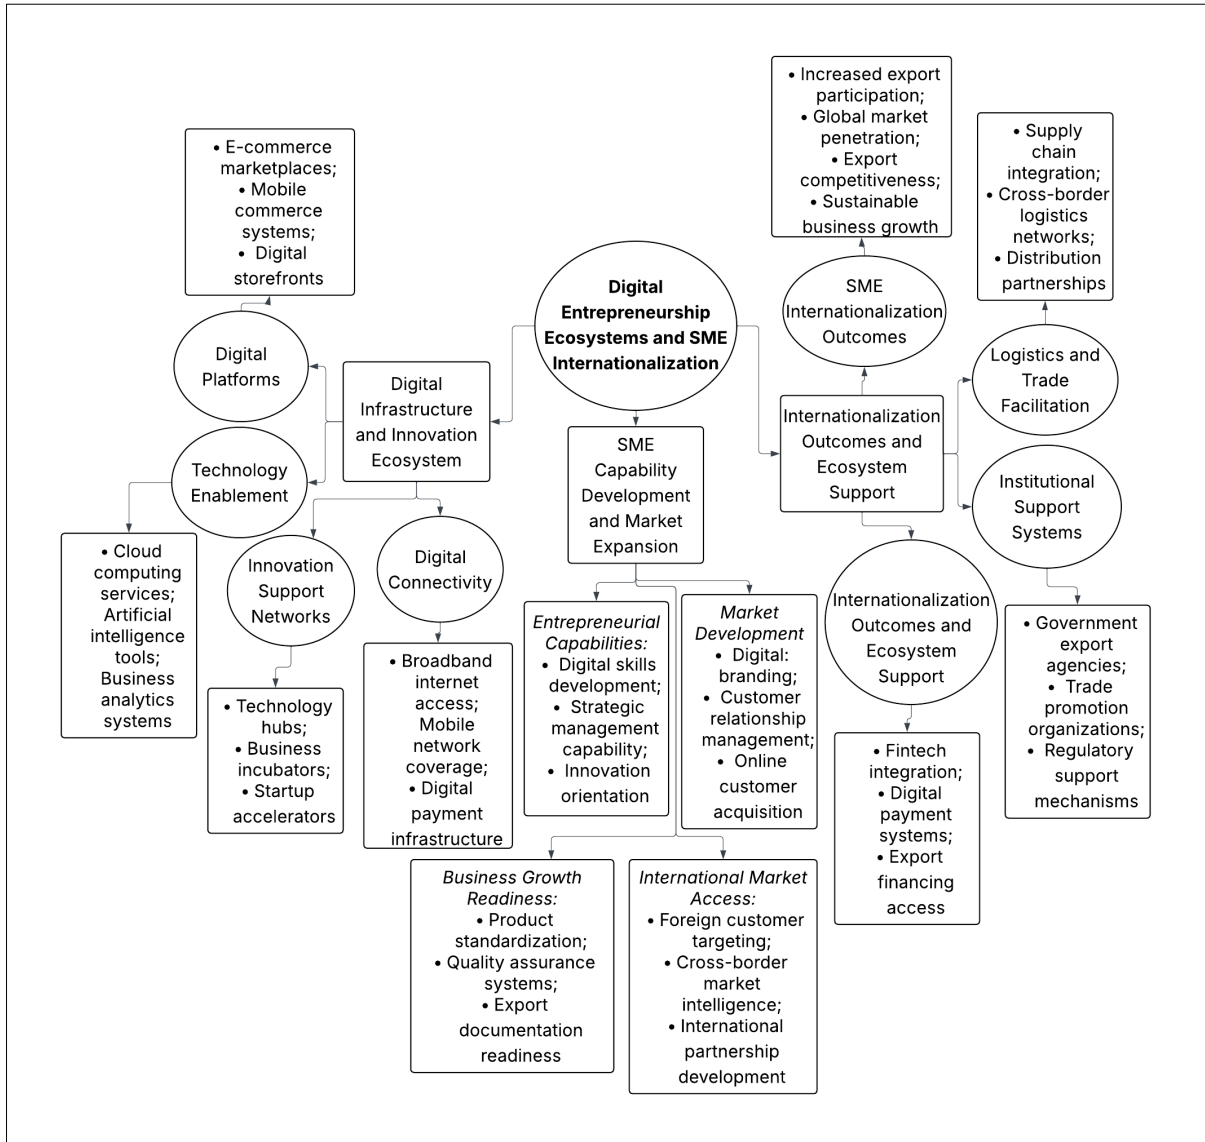 Digital
Entrepreneurship
Ecosystems and SME
Internationalization
• E-commerce
marketplaces;
• Mobile
commerce
systems;
• Digital
storefronts
Digital
Platforms
Digital
Infrastructure
and Innovation
Ecosystem
Technology
Enablement
• Cloud
computing
services;
Artificial
intelligence
tools;
Business
analytics
systems
Innovation
Support
Networks
• Technology
hubs;
• Business
incubators;
• Startup
accelerators
Digital
Connectivity
• Broadband
internet
access;
Mobile
network
coverage;
• Digital
payment
infrastructure
SME
Capability
Development
and Market
Expansion
Entrepreneurial
Capabilities:
• Digital skills
development;
• Strategic
management
capability;
• Innovation
orientation
Market
Development
• Digital:
branding;
• Customer
relationship
management;
• Online
customer
acquisition
Business Growth
Readiness:
• Product
standardization;
• Quality assurance
systems;
• Export
documentation
readiness
International Market
Access:
• Foreign customer
targeting;
• Cross-border
market
intelligence;
• International
partnership
development
• Increased export
participation;
• Global market
penetration;
• Export
competitiveness;
• Sustainable
business growth
SME
Internationalization
Outcomes
Internationalization
Outcomes and
Ecosystem
Support
• Supply
chain
integration;
• Cross-border
logistics
networks;
• Distribution
partnerships
Logistics and
Trade
Facilitation
Institutional
Support
Systems
• Government
export
agencies;
• Trade
promotion
organizations;
• Regulatory
support
mechanisms
Internationalization
Outcomes and
Ecosystem
Support
• Fintech
integration;
• Digital
payment
systems;
• Export
financing
access